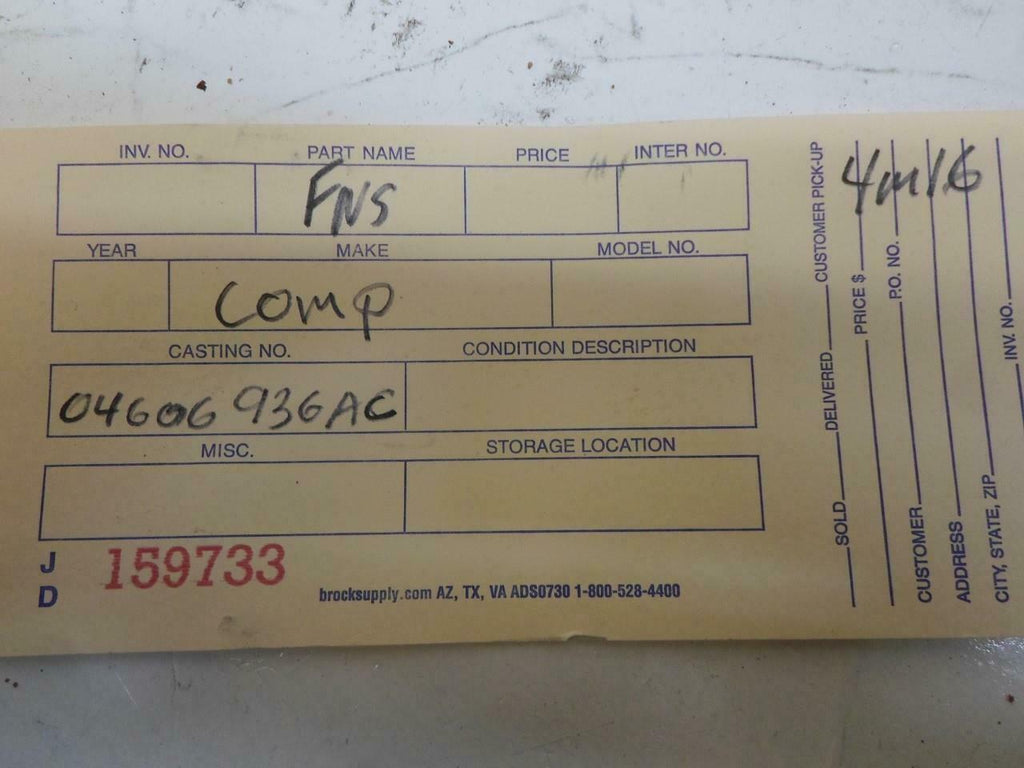 INV. NO. PART NAME PRICE INTER NO.
FNS
YEAR MAKE MODEL NO.
comp
CASTING NO. CONDITION DESCRIPTION
04606 936AC
MISC. STORAGE LOCATION
J
D
159733
brocksupply.com AZ, TX, VA ADS0730 1-800-528-4400
SOLD DELIVERED CUSTOMER PICK-UP
4m16
PRICE $
P.O. NO.
CUSTOMER
ADDRESS
CITY, STATE, ZIP
INV. NO.